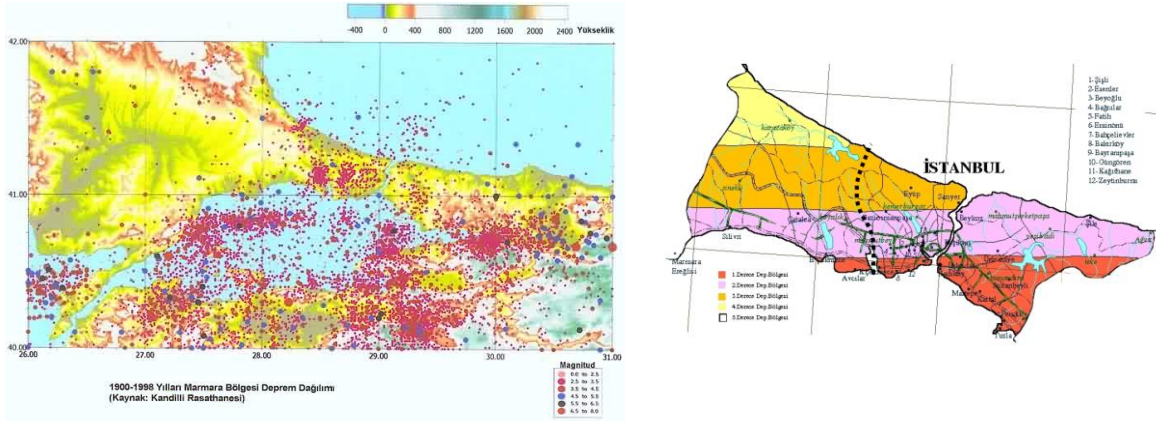 -400 0 400 800 1200 1600 2000 2400
Yükseklik
42.00
41.00
40.00
26.00 27.00 28.00 29.00 30.00 31.00
Magnitud
0.0 to 2.5
2.5 to 3.5
3.5 to 4.5
4.5 to 5.5
5.5 to 6.5
6.5 to 8.0
1900-1998 Yılları Marmara Bölgesi Deprem Dağılımı
(Kaynak: Kandilli Rasathanesi)
1-Şişli
2-Esenler
3-Beyoğlu
4-Bağcılar
5-Fatih
6-Eminönü
7-Bahçelievler
8-Bakırköy
9-Bayrampaşa
10-Güngören
11-Kağıthane
12-Zeytinburnu
İSTANBUL
Eyüp
Sarıyer
Beykoz
Şile
Çatalca
Silivri
Marmara
Ereğlisi
Avcılar
12
Maltepe
Kartal
Tuzla
1.Derece Dep.Bölgesi
2.Derece Dep.Bölgesi
3.Derece Dep.Bölgesi
4.Derece Dep.Bölgesi
5.Derece Dep.Bölgesi